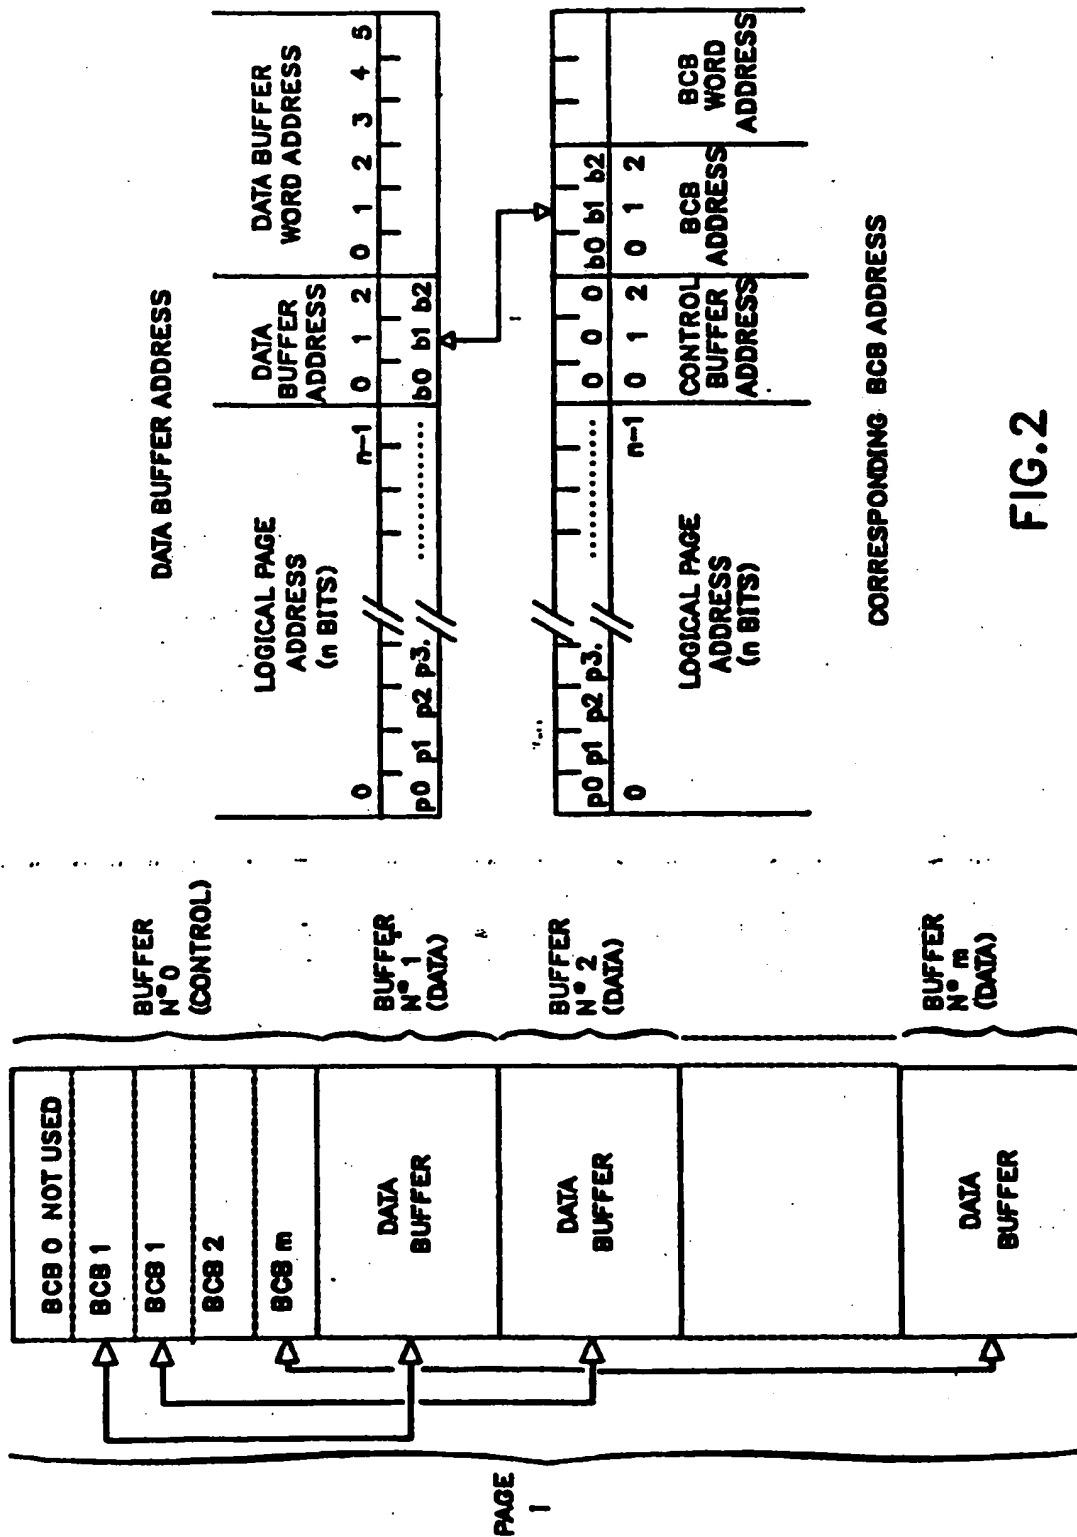 PAGE
I
BCB 0 NOT USED
BCB 1
BCB 1
BCB 2
BCB m
DATA
BUFFER
DATA
BUFFER
DATA
BUFFER
BUFFER
N° 0
(CONTROL)
BUFFER
N° 1
(DATA)
BUFFER
N° 2
(DATA)
BUFFER
N° m
(DATA)
DATA BUFFER ADDRESS
LOGICAL PAGE
ADDRESS
(n BITS)
DATA
BUFFER
ADDRESS
DATA BUFFER
WORD ADDRESS
0 n-1 0 1 2 0 1 2 3 4 5
p0 p1 p2 p3. .......... b0 b1 b2
p0 p1 p2 p3. .......... 0 0 0 b0 b1 b2
0 n-1 0 1 2 0 1 2
LOGICAL PAGE
ADDRESS
(n BITS)
CONTROL
BUFFER
ADDRESS
BCB
ADDRESS
BCB
WORD
ADDRESS
CORRESPONDING BCB ADDRESS
FIG.2